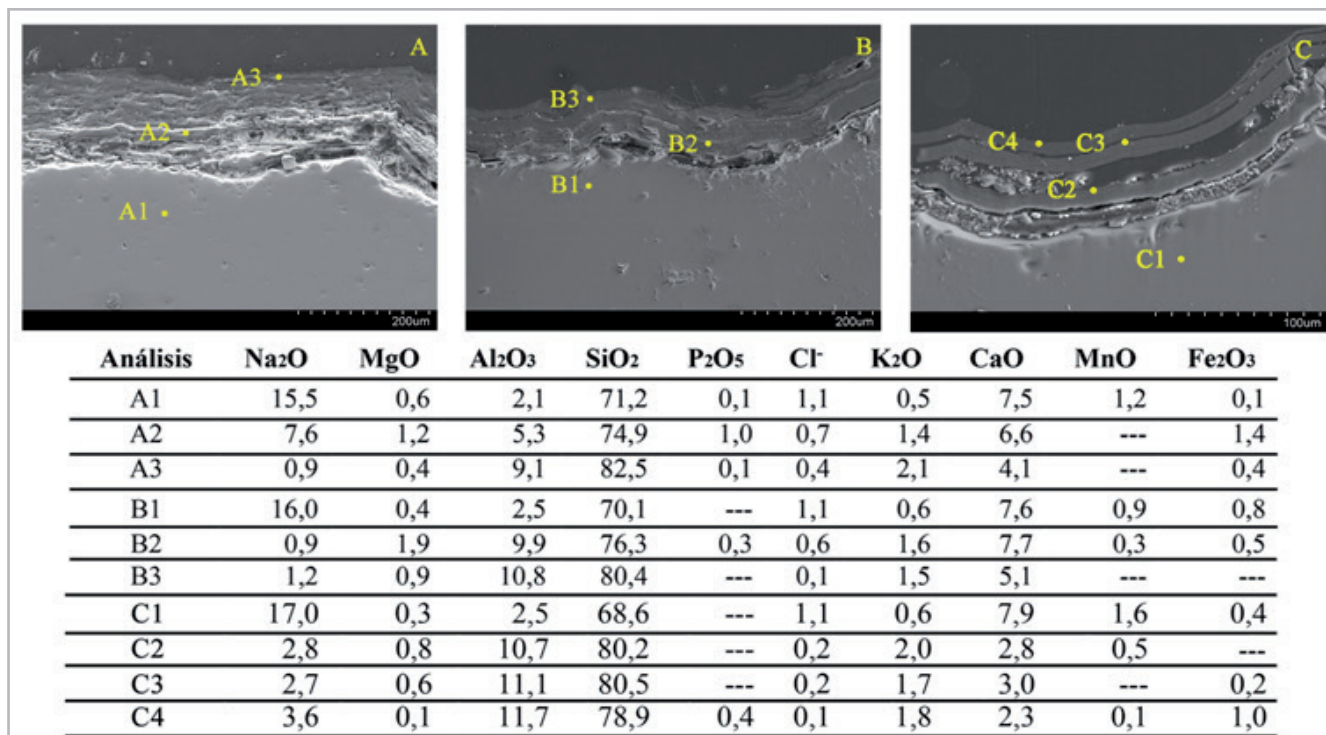 A
A3
A2
A1
200um
B
B3
B2
B1
200um
C
C4 C3
C2
C1
100um
Análisis Na2O MgO Al2O3 SiO2 P2O5 Cl- K2O CaO MnO Fe2O3
A1 15,5 0,6 2,1 71,2 0,1 1,1 0,5 7,5 1,2 0,1
A2 7,6 1,2 5,3 74,9 1,0 0,7 1,4 6,6 --- 1,4
A3 0,9 0,4 9,1 82,5 0,1 0,4 2,1 4,1 --- 0,4
B1 16,0 0,4 2,5 70,1 --- 1,1 0,6 7,6 0,9 0,8
B2 0,9 1,9 9,9 76,3 0,3 0,6 1,6 7,7 0,3 0,5
B3 1,2 0,9 10,8 80,4 --- 0,1 1,5 5,1 --- ---
C1 17,0 0,3 2,5 68,6 --- 1,1 0,6 7,9 1,6 0,4
C2 2,8 0,8 10,7 80,2 --- 0,2 2,0 2,8 0,5 ---
C3 2,7 0,6 11,1 80,5 --- 0,2 1,7 3,0 --- 0,2
C4 3,6 0,1 11,7 78,9 0,4 0,1 1,8 2,3 0,1 1,0